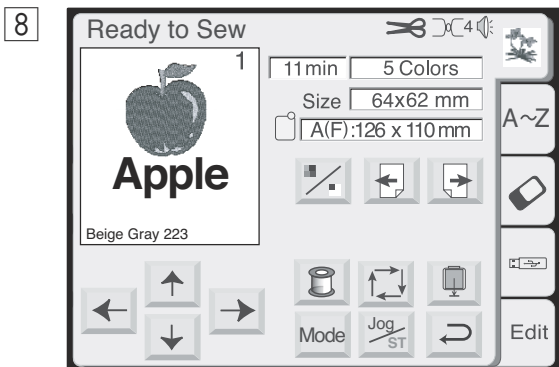 8
Ready to Sew
4
1
11min
5 Colors
Size
64x62 mm
A(F):126 x 110mm
A~Z
Apple
Beige Gray 223
Mode
Jog
ST
Edit